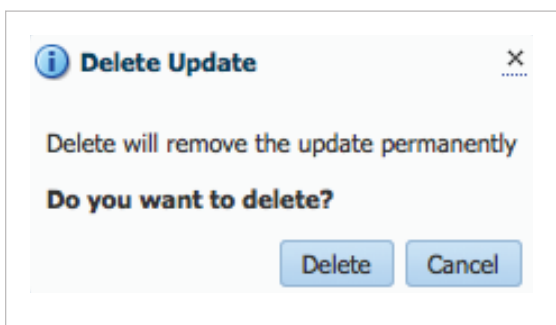 Delete Update
Delete will remove the update permanently
Do you want to delete?
Delete Cancel